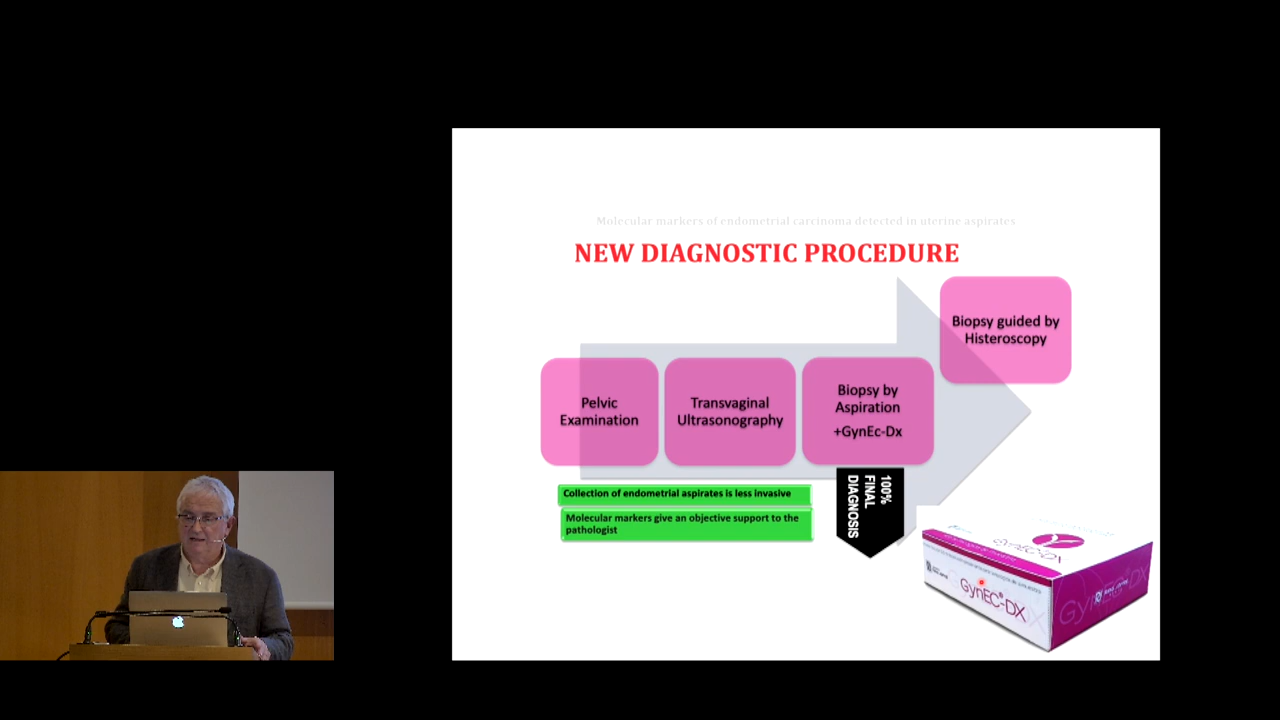 Molecular markers of endometrial carcinoma detected in uterine aspirates
NEW DIAGNOSTIC PROCEDURE
Biopsy guided by
Histeroscopy
Pelvic
Examination
Transvaginal
Ultrasonography
Biopsy by
Aspiration
+GynEc-Dx
100%
FINAL
DIAGNOSIS
Collection of endometrial aspirates is less invasive
Molecular markers give an objective support to the
pathologist
GynEC®-DX